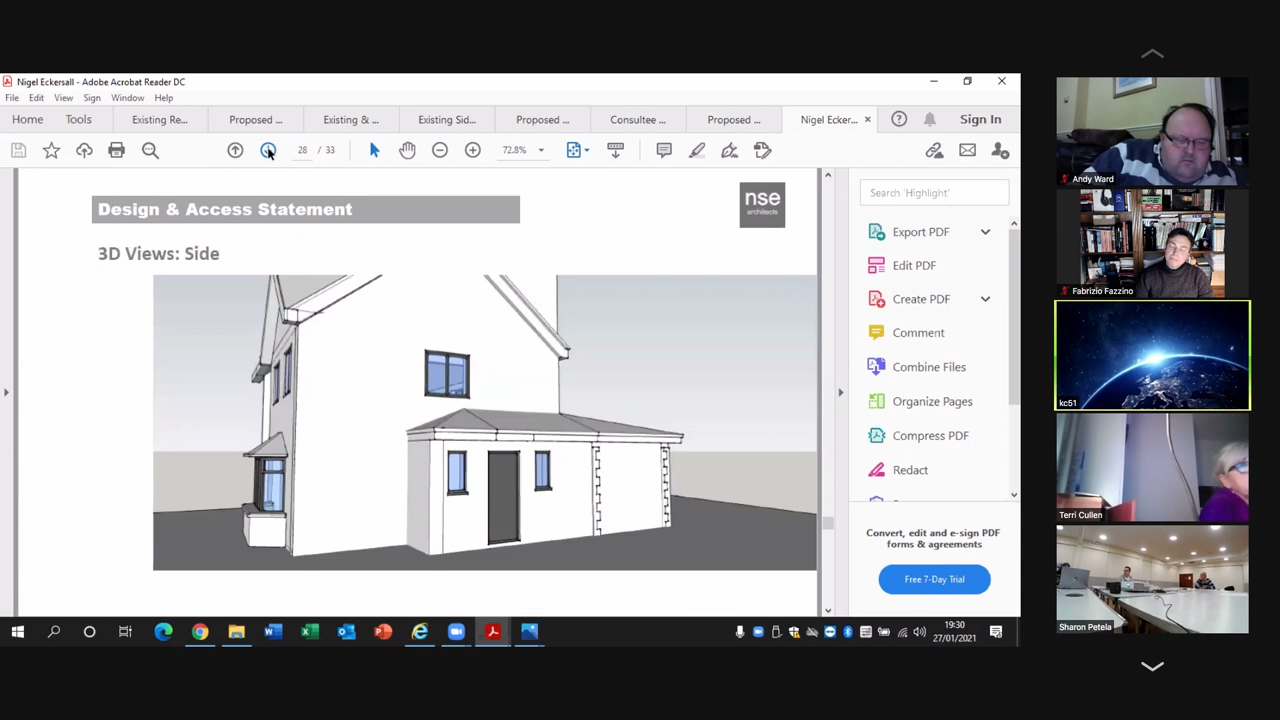 Nigel Eckersall - Adobe Acrobat Reader DC
File Edit View Sign Window Help
Home Tools Existing Re... Proposed ... Existing & ... Existing Sid... Proposed ... Consultee ... Proposed ... Nigel Ecker... × Sign In
28 / 33 72.8%
Design & Access Statement
nse
architects
3D Views: Side
Search 'Highlight'
Export PDF
Edit PDF
Create PDF
Comment
Combine Files
Organize Pages
Compress PDF
Redact
Convert, edit and e-sign PDF
forms & agreements
Free 7-Day Trial
19:30
27/01/2021
Andy Ward
Fabrizio Fazzino
kc51
Terri Cullen
Sharon Petela